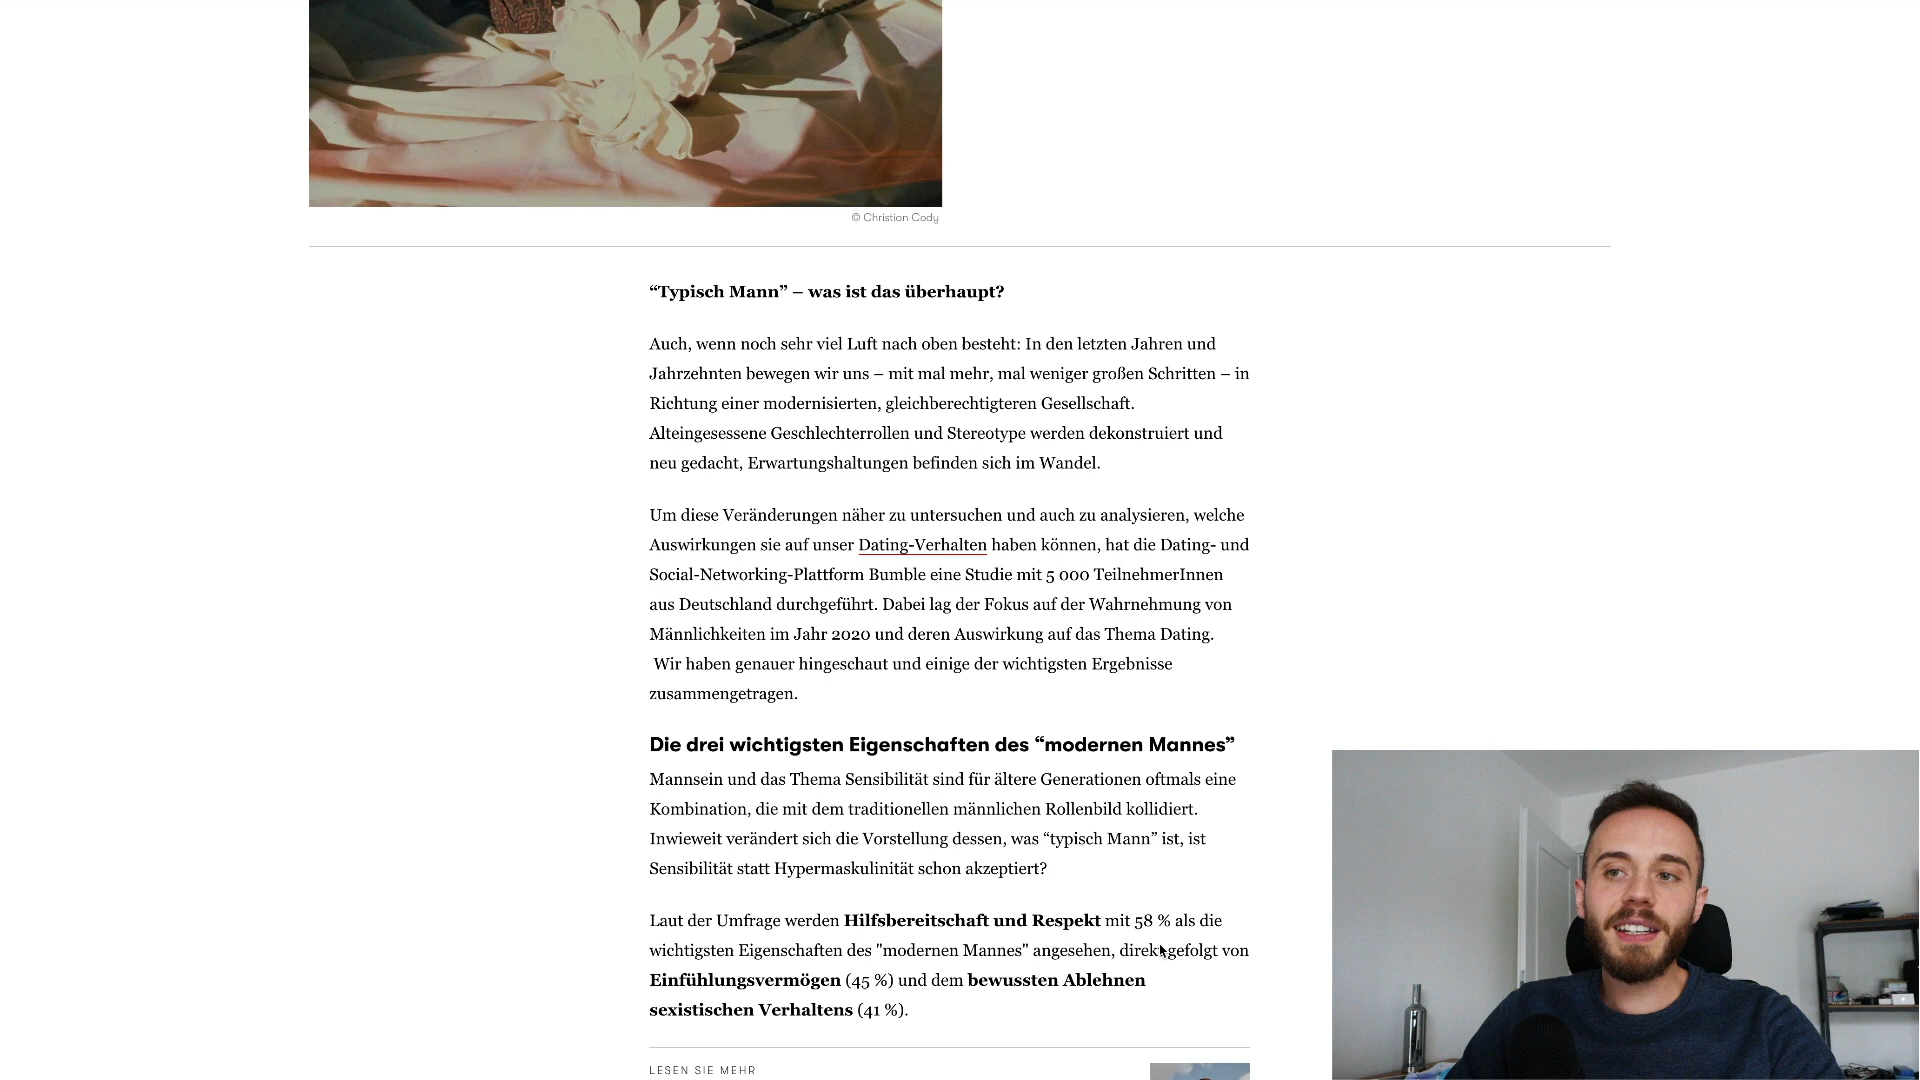 © Christian Cody
“Typisch Mann” – was ist das überhaupt?
Auch, wenn noch sehr viel Luft nach oben besteht: In den letzten Jahren und
Jahrzehnten bewegen wir uns – mit mal mehr, mal weniger großen Schritten – in
Richtung einer modernisierten, gleichberechtigteren Gesellschaft.
Alteingesessene Geschlechterrollen und Stereotype werden dekonstruiert und
neu gedacht, Erwartungshaltungen befinden sich im Wandel.
Um diese Veränderungen näher zu untersuchen und auch zu analysieren, welche
Auswirkungen sie auf unser Dating-Verhalten haben können, hat die Dating- und
Social-Networking-Plattform Bumble eine Studie mit 5 000 TeilnehmerInnen
aus Deutschland durchgeführt. Dabei lag der Fokus auf der Wahrnehmung von
Männlichkeiten im Jahr 2020 und deren Auswirkung auf das Thema Dating.
Wir haben genauer hingeschaut und einige der wichtigsten Ergebnisse
zusammengetragen.
Die drei wichtigsten Eigenschaften des “modernen Mannes”
Mannsein und das Thema Sensibilität sind für ältere Generationen oftmals eine
Kombination, die mit dem traditionellen männlichen Rollenbild kollidiert.
Inwieweit verändert sich die Vorstellung dessen, was “typisch Mann” ist, ist
Sensibilität statt Hypermaskulinität schon akzeptiert?
Laut der Umfrage werden Hilfsbereitschaft und Respekt mit 58 % als die
wichtigsten Eigenschaften des "modernen Mannes" angesehen, direkt gefolgt von
Einfühlungsvermögen (45 %) und dem bewussten Ablehnen
sexistischen Verhaltens (41 %).
LESEN SIE MEHR